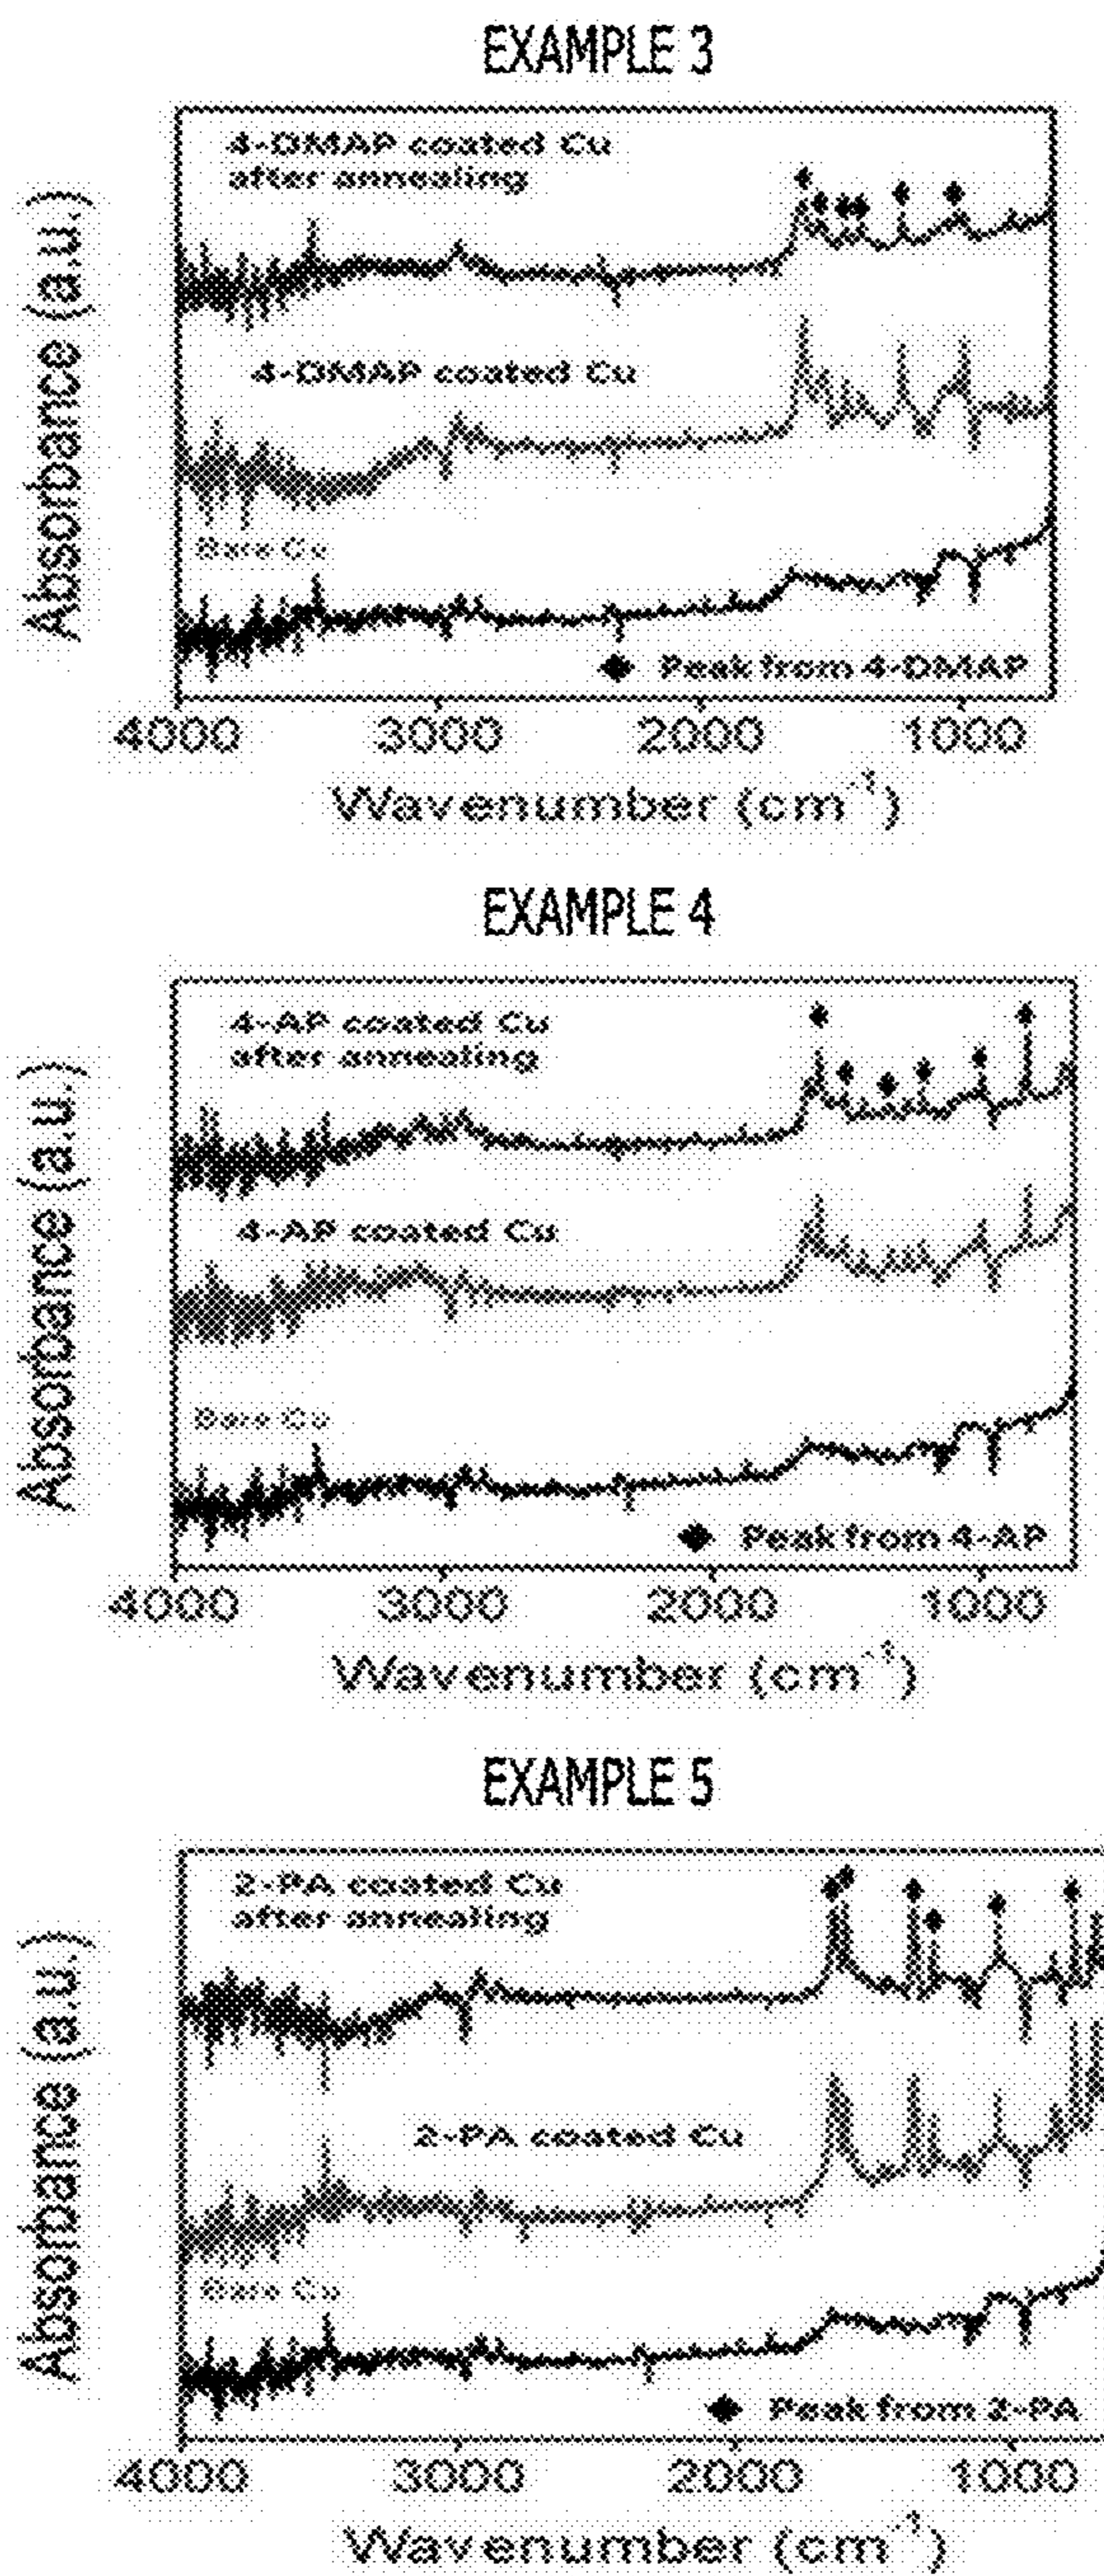 EXAMPLE 3
4-DMAP coated Cu
after annealing
4-DMAP coated Cu
Bare Cu
◆ Peak from 4-DMAP
Absorbance (a.u.)
4000 3000 2000 1000
Wavenumber (cm⁻¹)
EXAMPLE 4
4-AP coated Cu
after annealing
4-AP coated Cu
Bare Cu
◆ Peak from 4-AP
Absorbance (a.u.)
4000 3000 2000 1000
Wavenumber (cm⁻¹)
EXAMPLE 5
2-PA coated Cu
after annealing
2-PA coated Cu
Bare Cu
◆ Peak from 2-PA
Absorbance (a.u.)
4000 3000 2000 1000
Wavenumber (cm⁻¹)